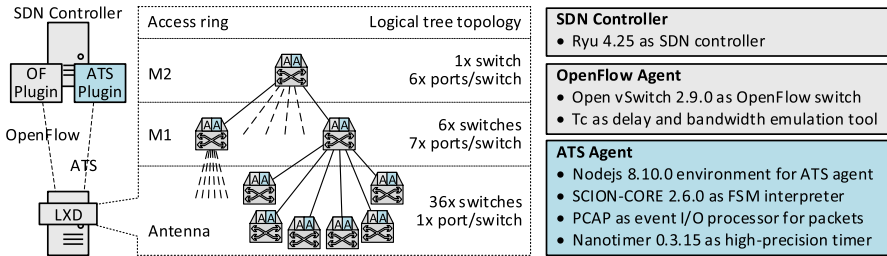 SDN Controller
OF
Plugin
ATS
Plugin
OpenFlow
ATS
LXD
Access ring
Logical tree topology
M2
A A
1x switch
6x ports/switch
M1
A A
A A
6x switches
7x ports/switch
A A
A A
A A
A A
A A
A A
Antenna
36x switches
1x port/switch
SDN Controller
• Ryu 4.25 as SDN controller
OpenFlow Agent
• Open vSwitch 2.9.0 as OpenFlow switch
• Tc as delay and bandwidth emulation tool
ATS Agent
• Nodejs 8.10.0 environment for ATS agent
• SCION-CORE 2.6.0 as FSM interpreter
• PCAP as event I/O processor for packets
• Nanotimer 0.3.15 as high-precision timer